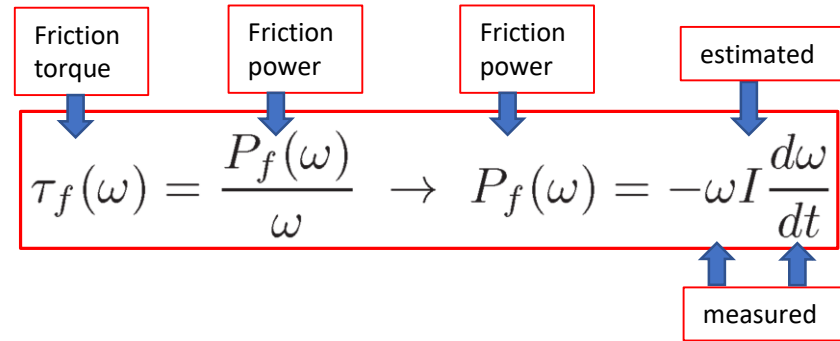 Friction torque
Friction power
Friction power
estimated
τ_f(ω) = P_f(ω)/ω → P_f(ω) = −ωI dω/dt
measured